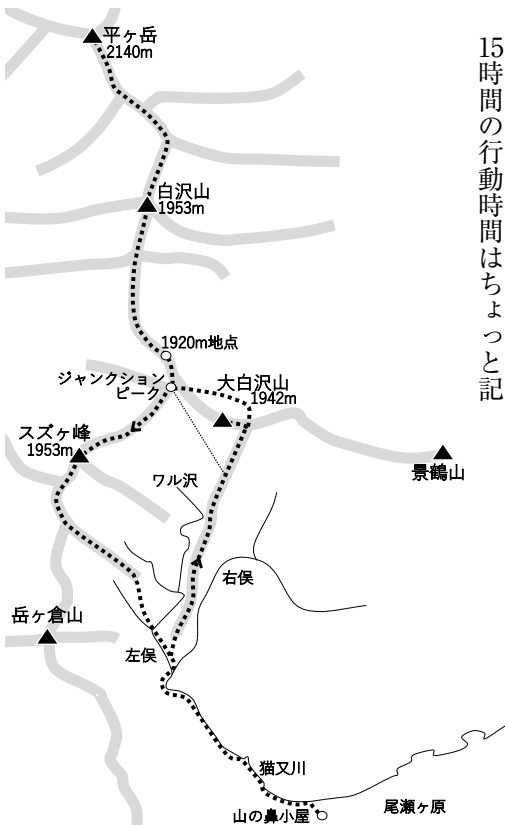 15時間の行動時間はちょっと記
平ヶ岳
2140m
白沢山
1953m
1920m地点
ジャンクション
ピーク
大白沢山
1942m
スズヶ峰
1953m
景鶴山
ワル沢
右俣
岳ヶ倉山
左俣
猫又川
尾瀬ヶ原
山の鼻小屋